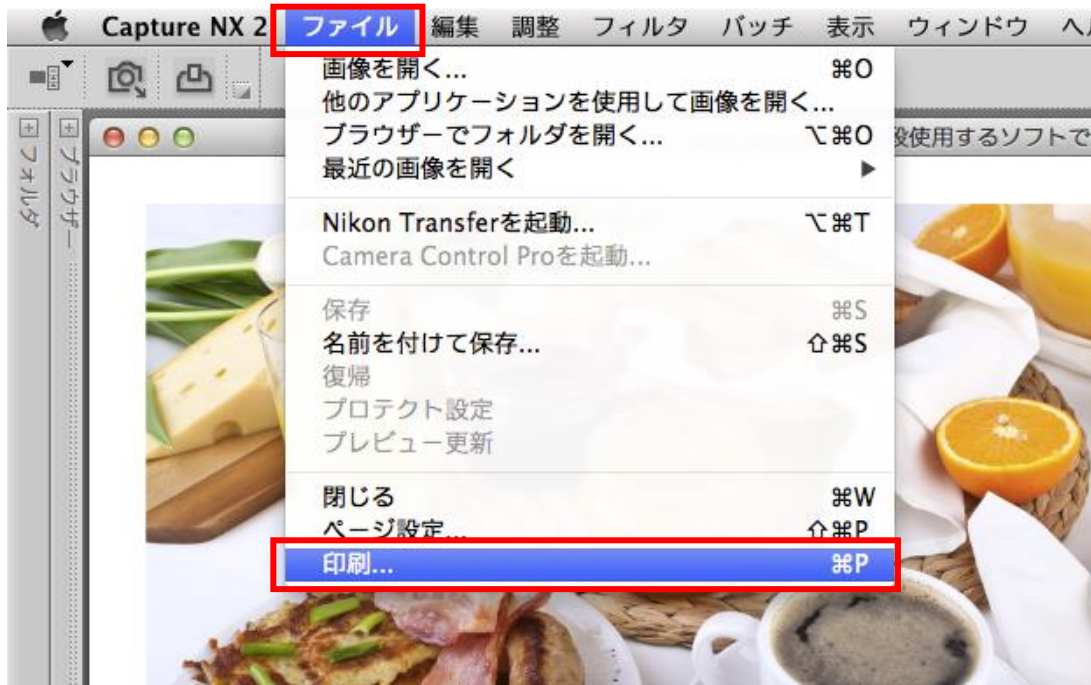 Capture NX 2 ファイル 編集 調整 フィルタ バッチ 表示 ウィンドウ
画像を開く... ⌘O
他のアプリケーションを使用して画像を開く...
ブラウザーでフォルダを開く... ⌥⌘O
最近の画像を開く ▶
Nikon Transferを起動... ⌥⌘T
Camera Control Proを起動...
保存 ⌘S
名前を付けて保存... ⇧⌘S
復帰
プロテクト設定
プレビュー更新
閉じる ⌘W
ページ設定... ⇧⌘P
印刷... ⌘P
フォルダ
ブラウザー
使用するソフトで